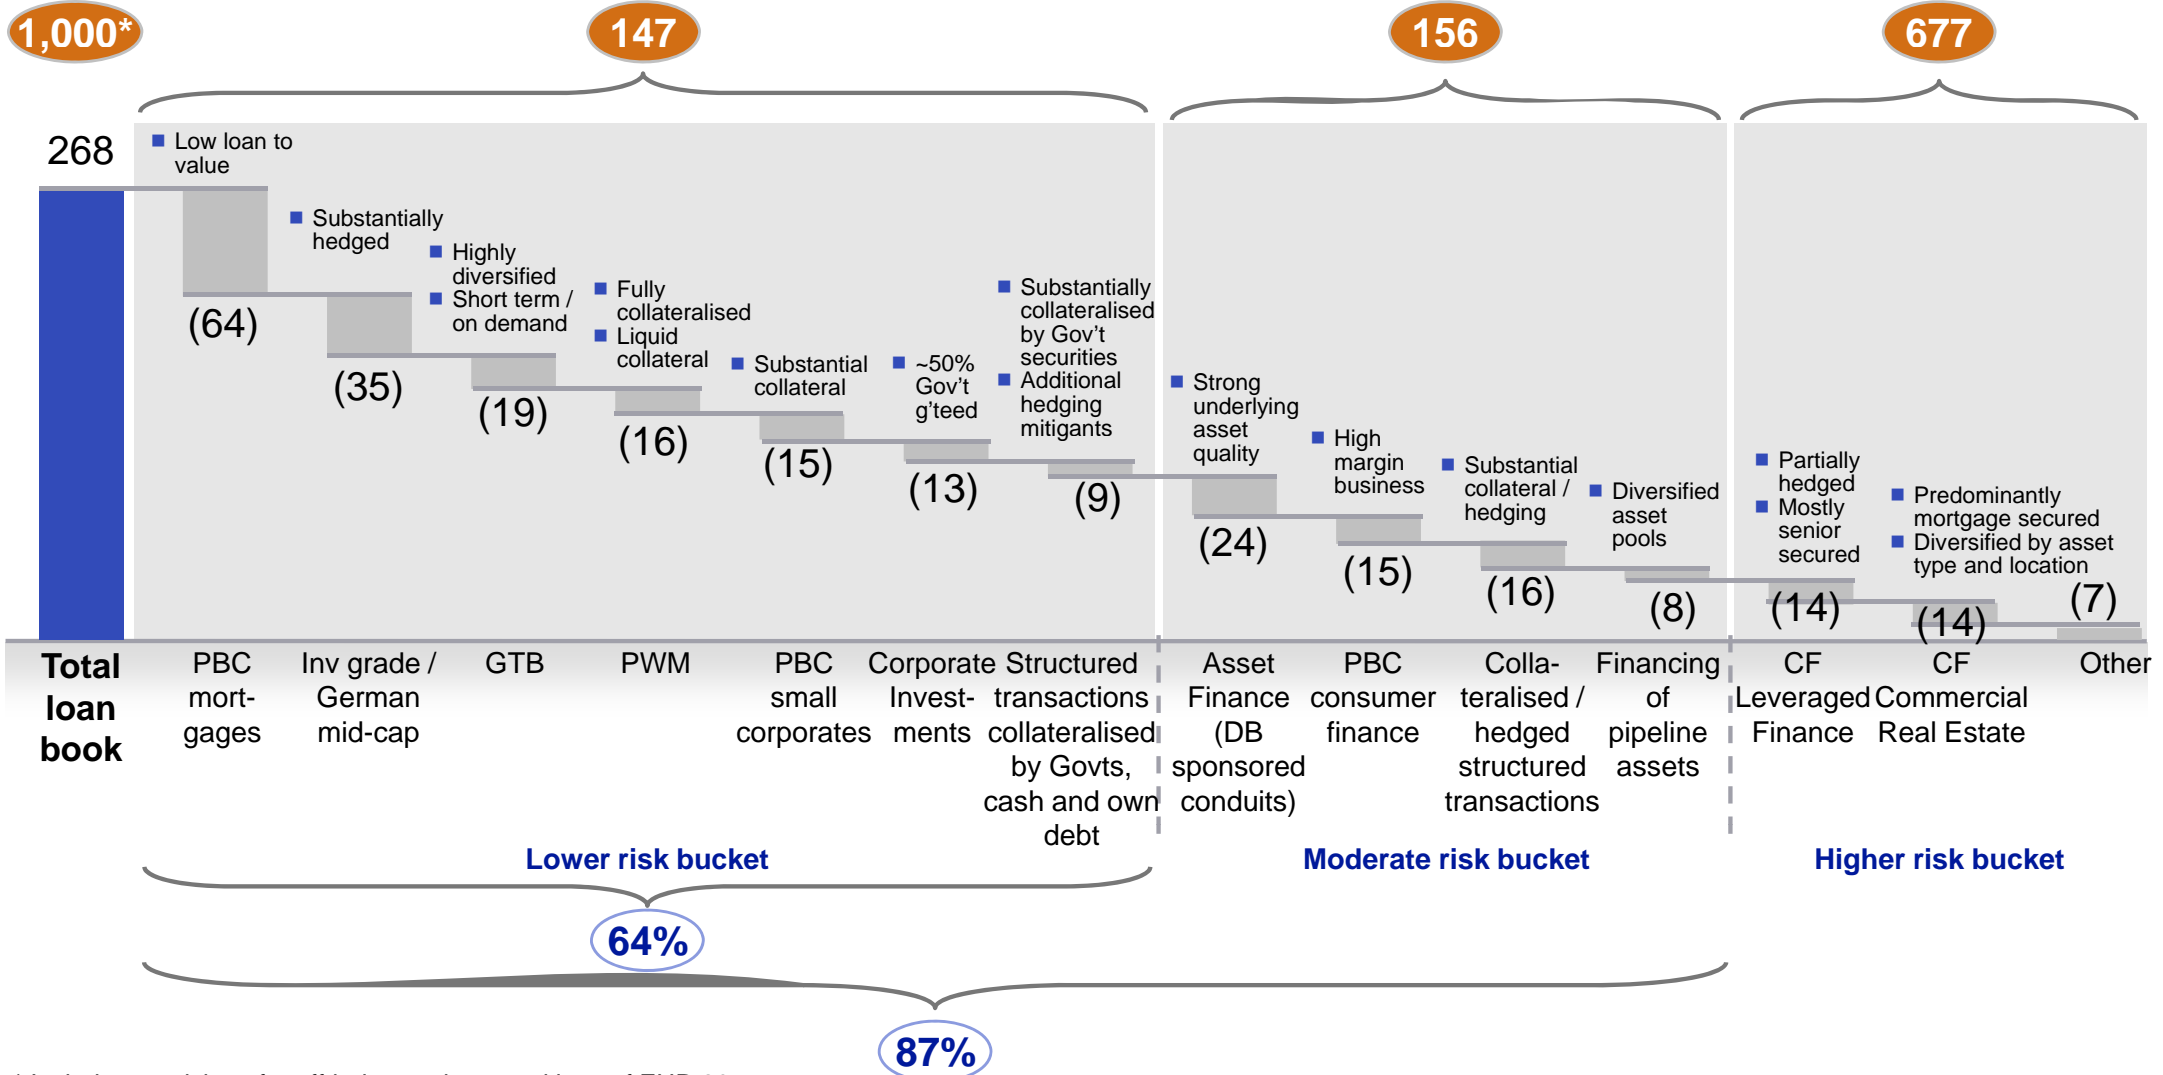 1,000*
147
156
677
268
Low loan to
value
Substantially
hedged
Highly
diversified
Short term /
on demand
Fully
collateralised
Liquid
collateral
Substantial
collateral
~50%
Gov't
g'teed
Substantially
collateralised
by Gov't
securities
Additional
hedging
mitigants
Strong
underlying
asset
quality
High
margin
business
Substantial
collateral /
hedging
Diversified
asset
pools
Partially
hedged
Mostly
senior
secured
Predominantly
mortgage secured
Diversified by asset
type and location
(64)
(35)
(19)
(16)
(15)
(13)
(9)
(24)
(15)
(16)
(8)
(14)
(14)
(7)
Total
loan
book
PBC
mort-
gages
Inv grade /
German
mid-cap
GTB
PWM
PBC
small
corporates
Corporate
Invest-
ments
Structured
transactions
collateralised
by Govts,
cash and own
debt
Asset
Finance
(DB
sponsored
conduits)
PBC
consumer
finance
Colla-
teralised /
hedged
structured
transactions
Financing
of
pipeline
assets
CF
Leveraged
Finance
CF
Commercial
Real Estate
Other
Lower risk bucket
Moderate risk bucket
Higher risk bucket
64%
87%